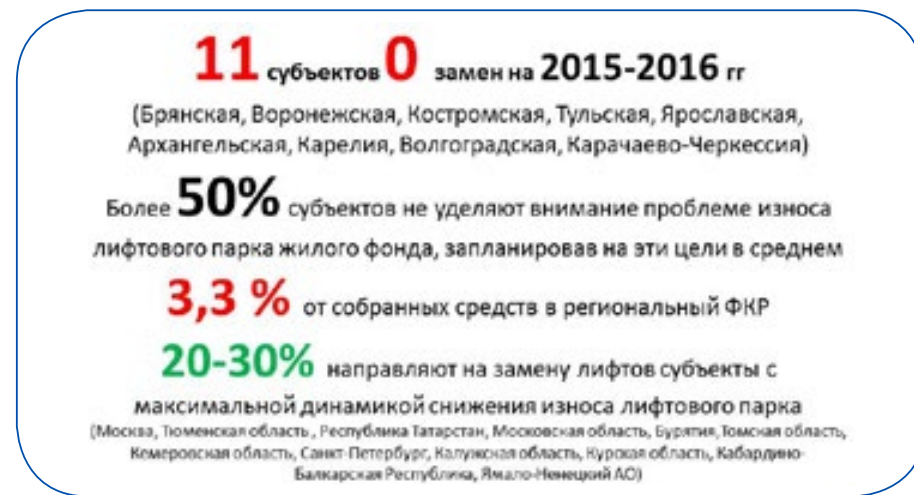 11 субъектов 0 замен на 2015-2016 гг
(Брянская, Воронежская, Костромская, Тульская, Ярославская,
Архангельская, Карелия, Волгоградская, Карачаево-Черкессия)
Более 50% субъектов не уделяют внимание проблеме износа
лифтового парка жилого фонда, запланировав на эти цели в среднем
3,3 % от собранных средств в региональный ФКР
20-30% направляют на замену лифтов субъекты с
максимальной динамикой снижения износа лифтового парка
(Москва, Тюменская область, Республика Татарстан, Московская область, Бурятия, Томская область,
Кемеровская область, Санкт-Петербург, Калужская область, Курская область, Кабардино-
Балкарская Республика, Ямало-Ненецкий АО)